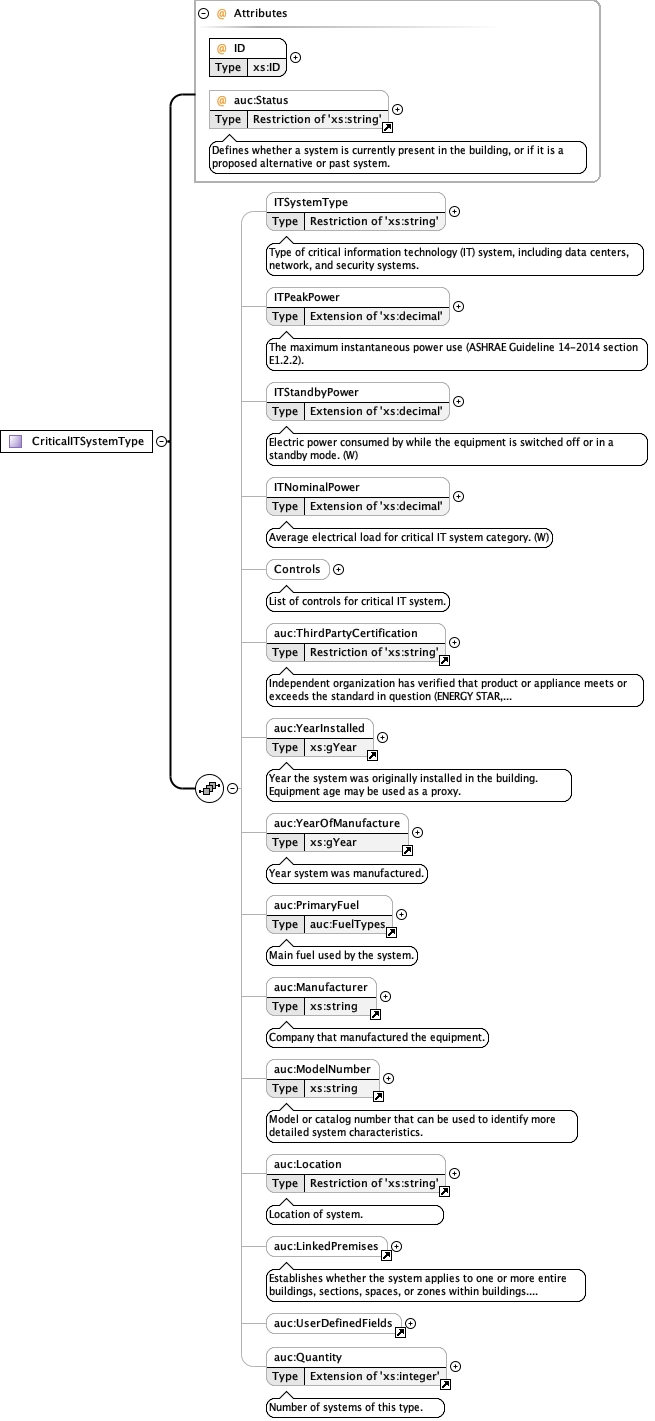 @ Attributes
@ ID
Type xs:ID
@ auc:Status
Type Restriction of 'xs:string'
Defines whether a system is currently present in the building, or if it is a
proposed alternative or past system.
ITSystemType
Type Restriction of 'xs:string'
Type of critical information technology (IT) system, including data centers,
network, and security systems.
ITPeakPower
Type Extension of 'xs:decimal'
The maximum instantaneous power use (ASHRAE Guideline 14-2014 section
E1.2.2).
ITStandbyPower
Type Extension of 'xs:decimal'
Electric power consumed by while the equipment is switched off or in a
standby mode. (W)
CriticalITSystemType
ITNominalPower
Type Extension of 'xs:decimal'
Average electrical load for critical IT system category. (W)
Controls
List of controls for critical IT system.
auc:ThirdPartyCertification
Type Restriction of 'xs:string'
Independent organization has verified that product or appliance meets or
exceeds the standard in question (ENERGY STAR,...
auc:YearInstalled
Type xs:gYear
Year the system was originally installed in the building.
Equipment age may be used as a proxy.
auc:YearOfManufacture
Type xs:gYear
Year system was manufactured.
auc:PrimaryFuel
Type auc:FuelTypes
Main fuel used by the system.
auc:Manufacturer
Type xs:string
Company that manufactured the equipment.
auc:ModelNumber
Type xs:string
Model or catalog number that can be used to identify more
detailed system characteristics.
auc:Location
Type Restriction of 'xs:string'
Location of system.
auc:LinkedPremises
Establishes whether the system applies to one or more entire
buildings, sections, spaces, or zones within buildings....
auc:UserDefinedFields
auc:Quantity
Type Extension of 'xs:integer'
Number of systems of this type.